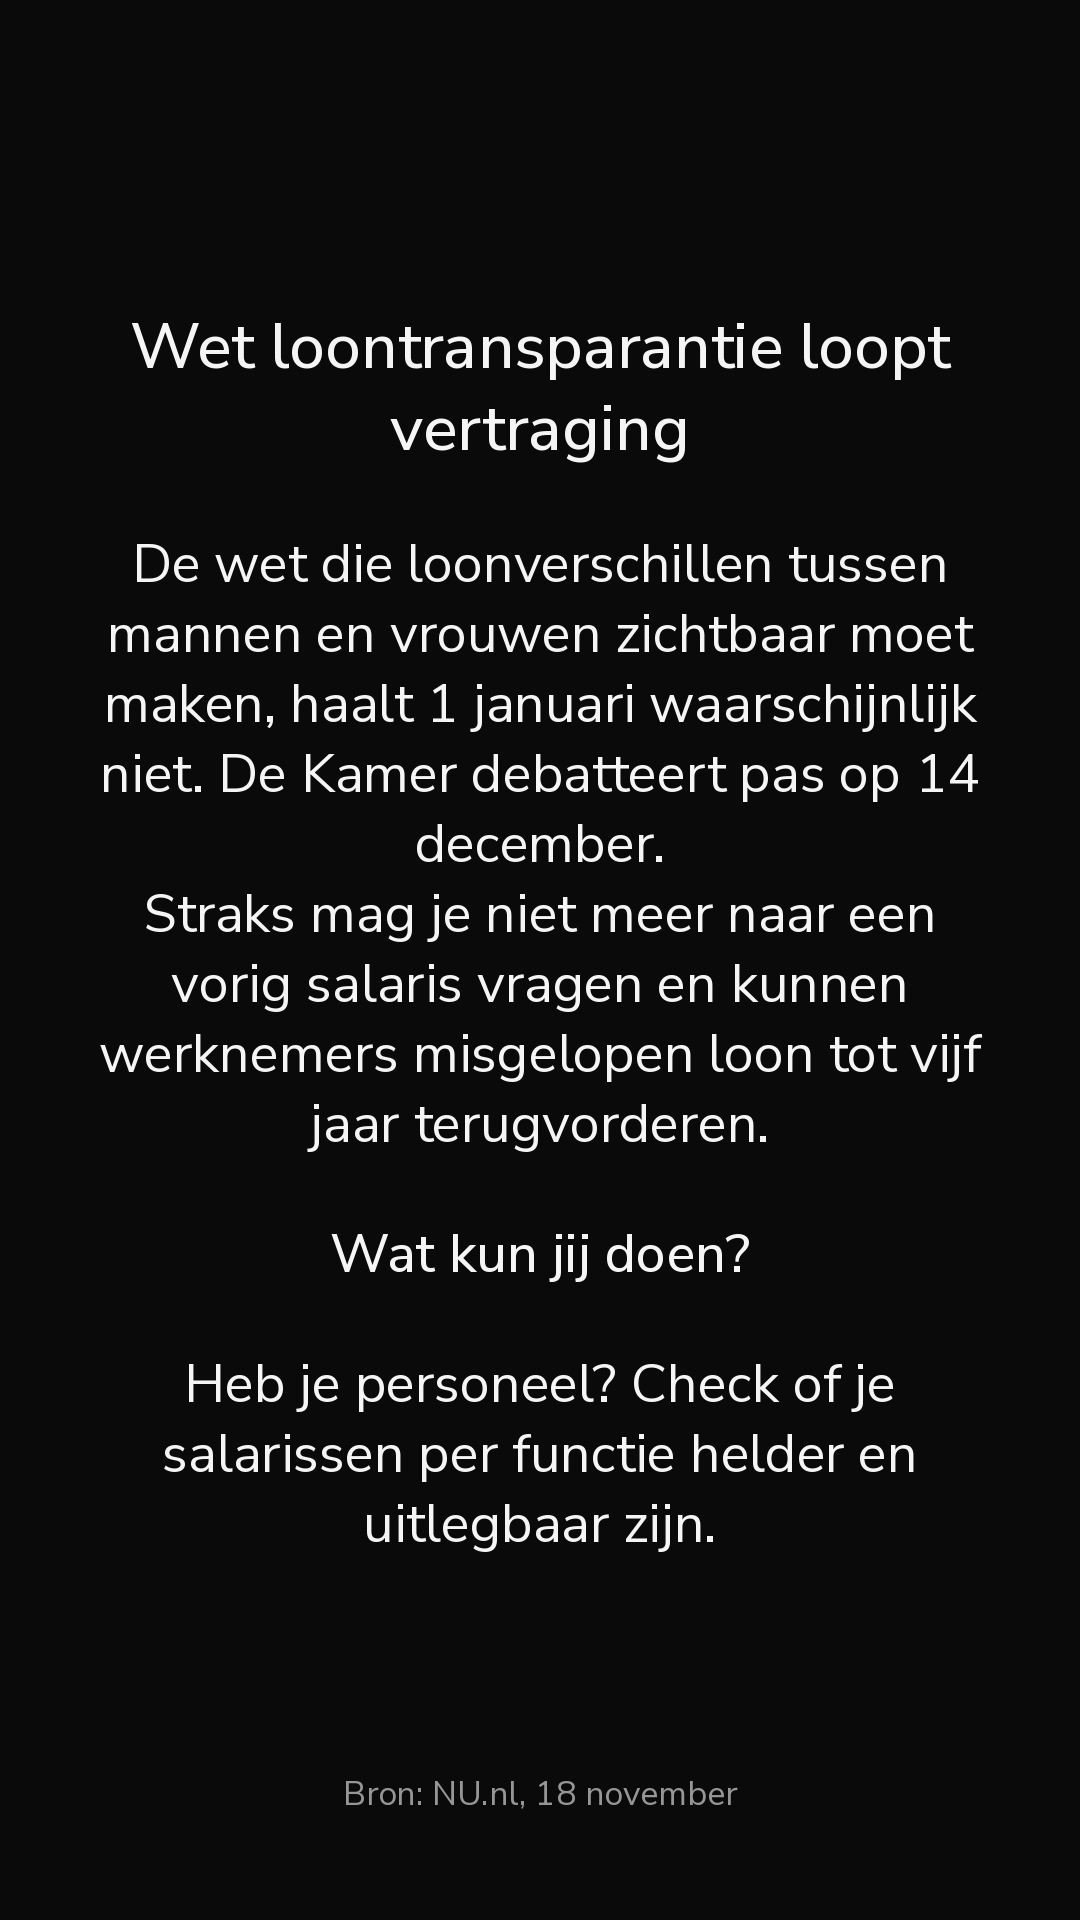 Wet loontransparantie loopt
vertraging
De wet die loonverschillen tussen
mannen en vrouwen zichtbaar moet
maken, haalt 1 januari waarschijnlijk
niet. De Kamer debatteert pas op 14
december.
Straks mag je niet meer naar een
vorig salaris vragen en kunnen
werknemers misgelopen loon tot vijf
jaar terugvorderen.
Wat kun jij doen?
Heb je personeel? Check of je
salarissen per functie helder en
uitlegbaar zijn.
Bron: NU.nl, 18 november